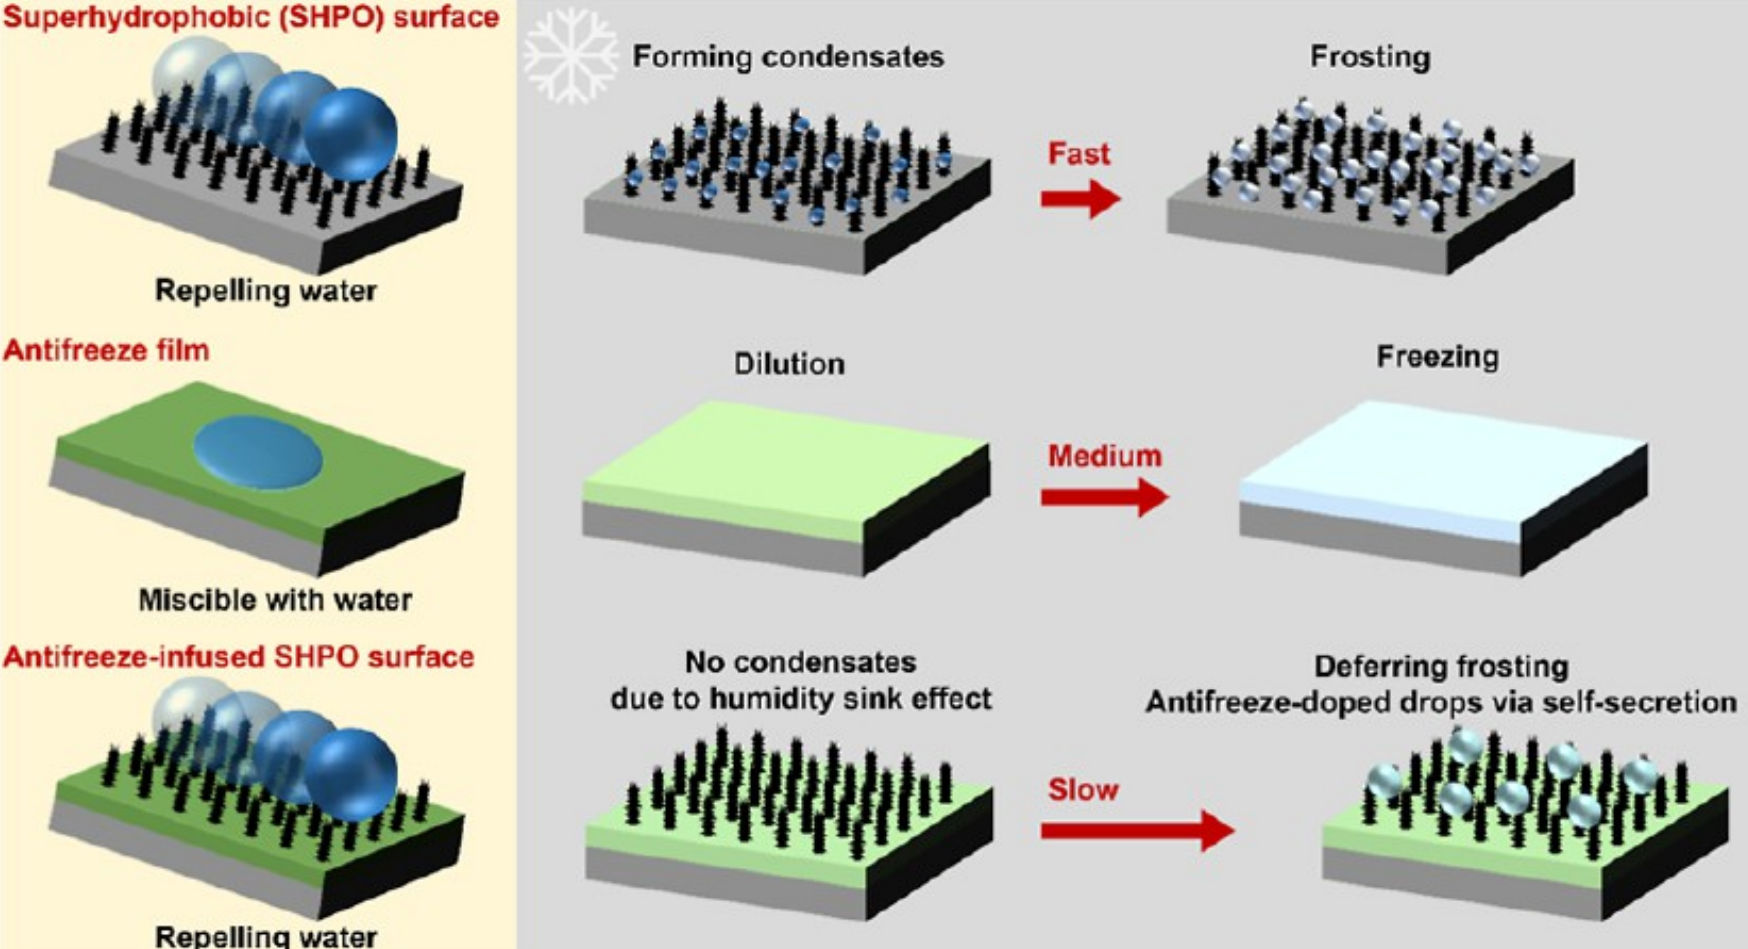 Superhydrophobic (SHPO) surface
Forming condensates
Frosting
Fast
Repelling water
Antifreeze film
Dilution
Freezing
Medium
Miscible with water
Antifreeze-infused SHPO surface
No condensates
due to humidity sink effect
Deferring frosting
Antifreeze-doped drops via self-secretion
Slow
Repelling water